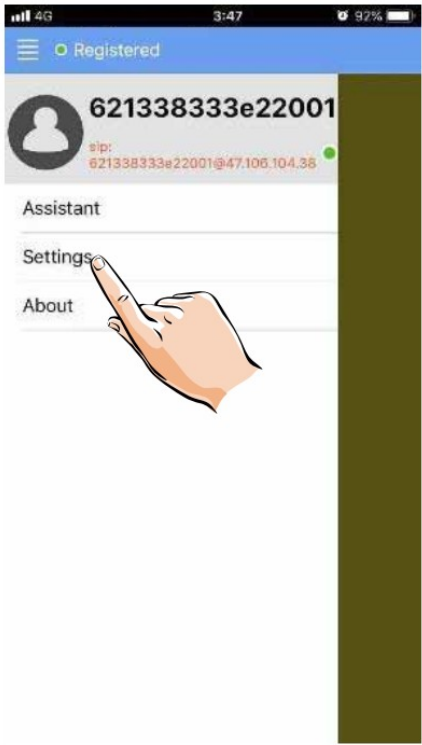 4G 3:47 92%
Registered
621338333e22001
sip:
621338333e22001@47.106.104.38
Assistant
Settings
About